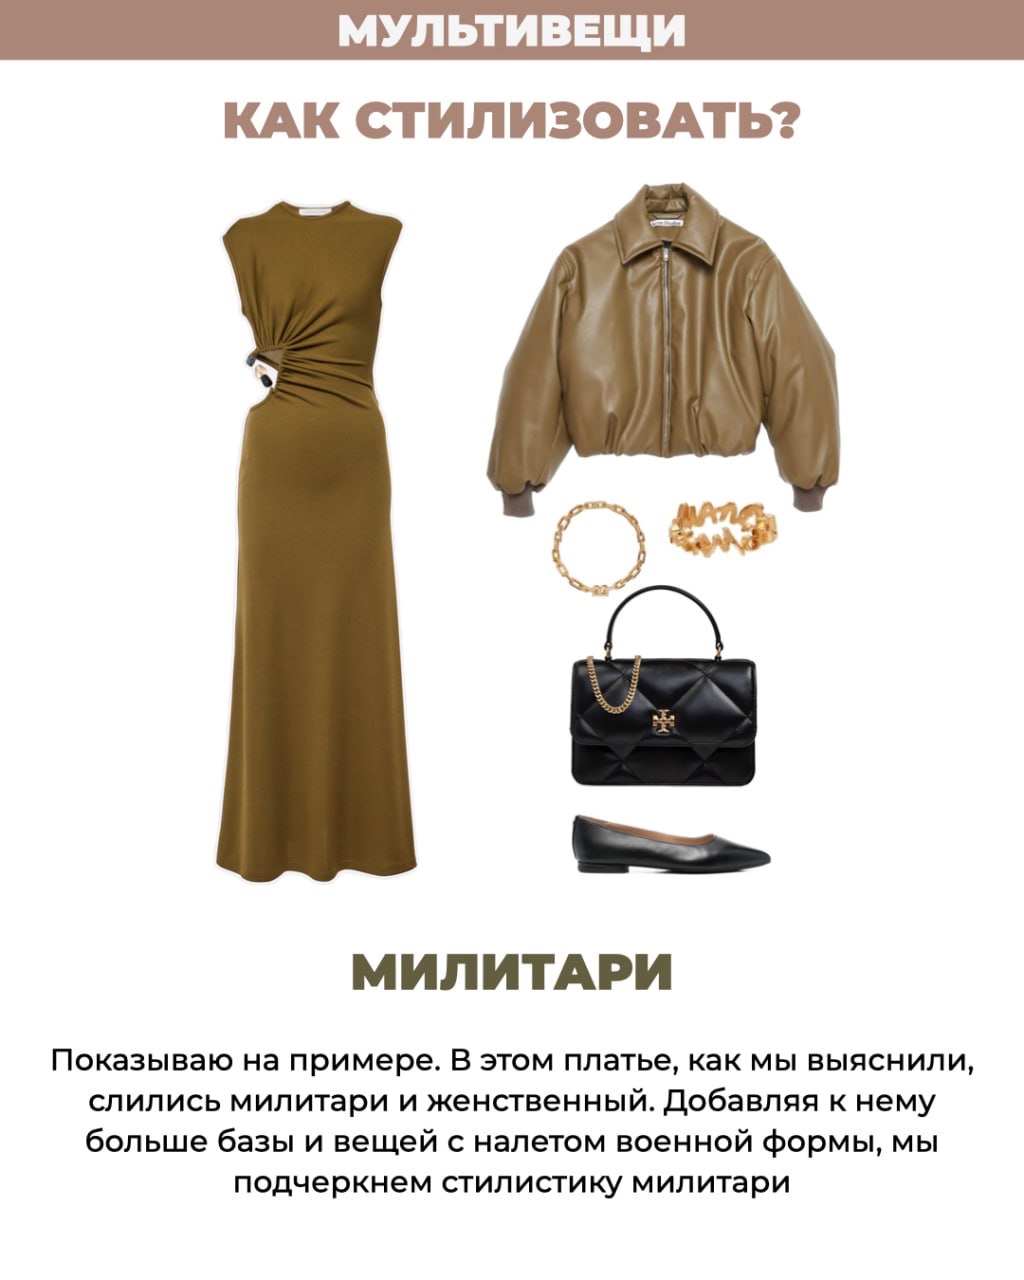 МУЛЬТИВЕЩИ
КАК СТИЛИЗОВАТЬ?
МИЛИТАРИ
Показываю на примере. В этом платье, как мы выяснили,
слились милитари и женственный. Добавляя к нему
больше базы и вещей с налетом военной формы, мы
подчеркнем стилистику милитари